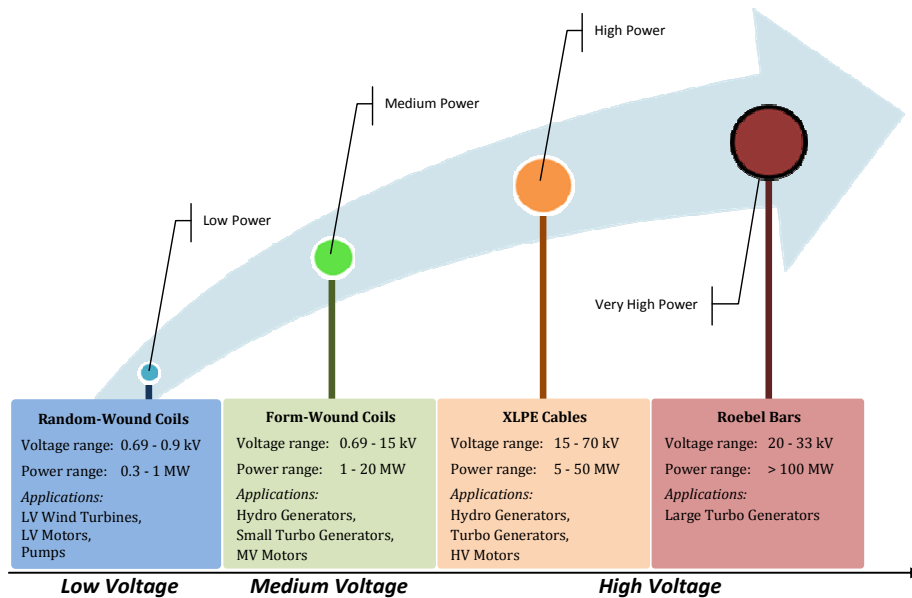 High Power
Medium Power
Low Power
Very High Power
Random-Wound Coils
Voltage range: 0.69 - 0.9 kV
Power range: 0.3 - 1 MW
Applications:
LV Wind Turbines,
LV Motors,
Pumps
Form-Wound Coils
Voltage range: 0.69 - 15 kV
Power range: 1 - 20 MW
Applications:
Hydro Generators,
Small Turbo Generators,
MV Motors
XLPE Cables
Voltage range: 15 - 70 kV
Power range: 5 - 50 MW
Applications:
Hydro Generators,
Turbo Generators,
HV Motors
Roebel Bars
Voltage range: 20 - 33 kV
Power range: > 100 MW
Applications:
Large Turbo Generators
Low Voltage
Medium Voltage
High Voltage